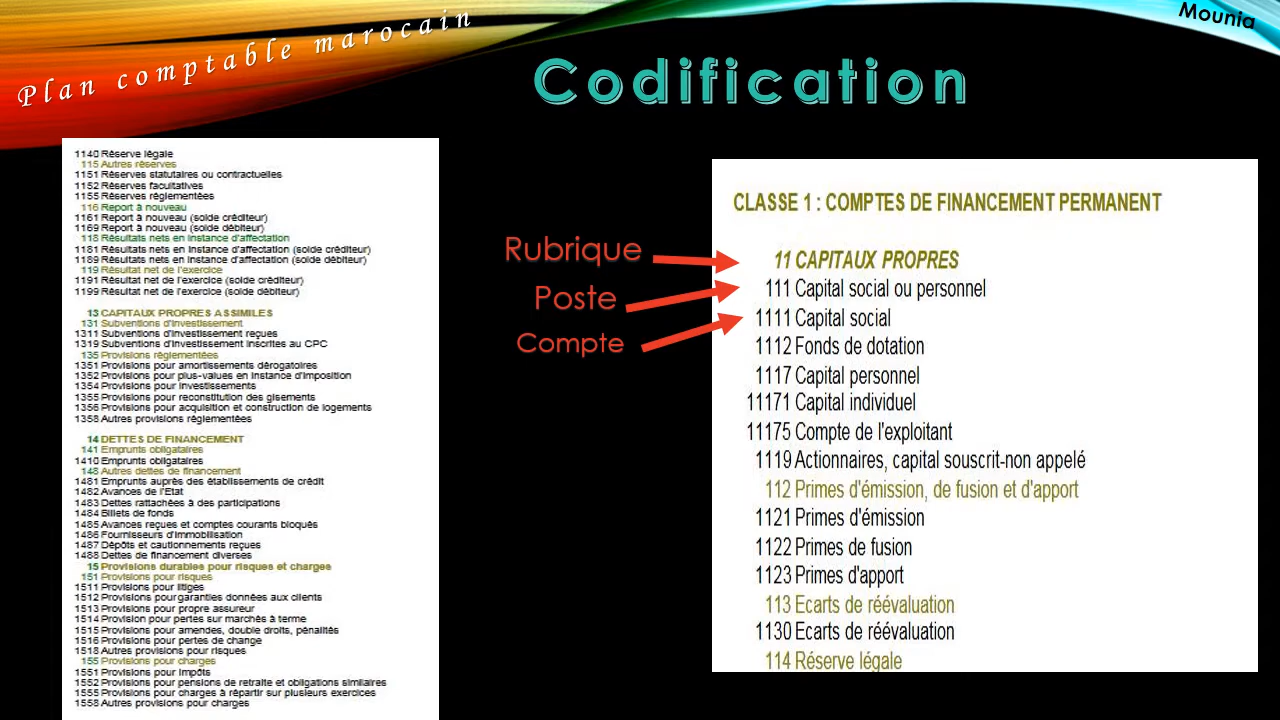 Plan comptable marocain
Mounia
Codification
1140 Réserve légale
115 Autres réserves
1151 Réserves statutaires ou contractuelles
1152 Réserves facultatives
1155 Réserves réglementées
116 Report à nouveau
1161 Report à nouveau (solde créditeur)
1169 Report à nouveau (solde débiteur)
118 Résultats nets en instance d'affectation
1181 Résultats nets en instance d'affectation (solde créditeur)
1189 Résultats nets en instance d'affectation (solde débiteur)
119 Résultat net de l'exercice
1191 Résultat net de l'exercice (solde créditeur)
1199 Résultat net de l'exercice (solde débiteur)
13 CAPITAUX PROPRES ASSIMILES
131 Subventions d'investissement
1311 Subventions d'investissement reçues
1319 Subventions d'investissement inscrites au CPC
135 Provisions réglementées
1351 Provisions pour amortissements dérogatoires
1352 Provisions pour plus-values en instance d'imposition
1354 Provisions pour investissements
1355 Provisions pour reconstitution des gisements
1356 Provisions pour acquisition et construction de logements
1358 Autres provisions réglementées
14 DETTES DE FINANCEMENT
141 Emprunts obligataires
1410 Emprunts obligataires
148 Autres dettes de financement
1481 Emprunts auprès des établissements de crédit
1482 Avances de l'Etat
1483 Dettes rattachées à des participations
1484 Billets de fonds
1485 Avances reçues et comptes courants bloqués
1486 Fournisseurs d'immobilisation
1487 Dépôts et cautionnements reçues
1488 Dettes de financement diverses
15 Provisions durables pour risques et charges
151 Provisions pour risques
1511 Provisions pour litiges
1512 Provisions pour garanties données aux clients
1513 Provisions pour propre assureur
1514 Provision pour pertes sur marchés à terme
1515 Provisions pour amendes, double droits, pénalités
1516 Provisions pour pertes de change
1518 Autres provisions pour risques
155 Provisions pour charges
1551 Provisions pour impôts
1552 Provisions pour pensions de retraite et obligations similaires
1555 Provisions pour charges à répartir sur plusieurs exercices
1558 Autres provisions pour charges
Rubrique
Poste
Compte
CLASSE 1 : COMPTES DE FINANCEMENT PERMANENT
11 CAPITAUX PROPRES
111 Capital social ou personnel
1111 Capital social
1112 Fonds de dotation
1117 Capital personnel
11171 Capital individuel
11175 Compte de l'exploitant
1119 Actionnaires, capital souscrit-non appelé
112 Primes d'émission, de fusion et d'apport
1121 Primes d'émission
1122 Primes de fusion
1123 Primes d'apport
113 Ecarts de réévaluation
1130 Ecarts de réévaluation
114 Réserve légale